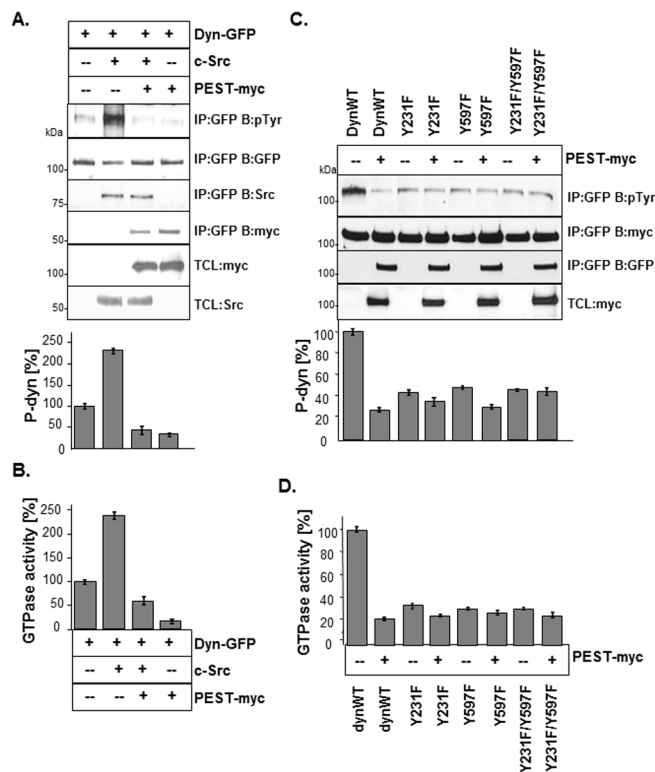 A.
+ + + + Dyn-GFP
-- + + -- c-Src
-- -- + + PEST-myc
kDa
IP:GFP B:pTyr
100 IP:GFP B:GFP
75 IP:GFP B:Src
50 IP:GFP B:myc
100 TCL:myc
50 TCL:Src
P-dyn [%]
250
200
150
100
50
0
B.
GTPase activity [%]
250
200
150
100
50
0
+ + + + Dyn-GFP
-- + + -- c-Src
-- -- + + PEST-myc
C.
DynWT
DynWT
Y231F
Y231F
Y597F
Y597F
Y231F/Y597F
Y231F/Y597F
-- + -- + -- + -- + PEST-myc
kDa
100 IP:GFP B:pTyr
100 IP:GFP B:myc
100 IP:GFP B:GFP
100 TCL:myc
P-dyn [%]
100
80
60
40
20
0
D.
GTPase activity [%]
100
80
60
40
20
0
-- + -- + -- + -- + PEST-myc
dynWT
dynWT
Y231F
Y231F
Y597F
Y597F
Y231F/Y597F
Y231F/Y597F